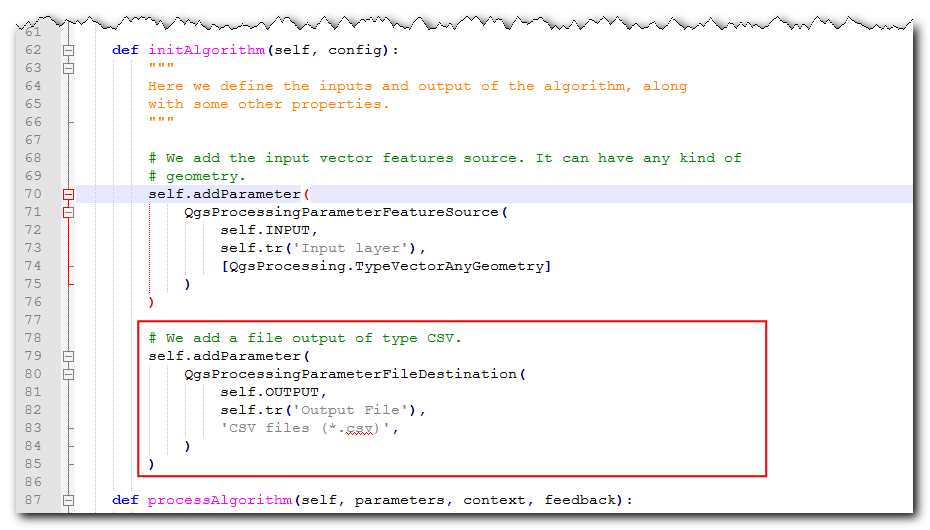 61
62 def initAlgorithm(self, config):
63 """
64 Here we define the inputs and output of the algorithm, along
65 with some other properties.
66 """
67
68 # We add the input vector features source. It can have any kind of
69 # geometry.
70 self.addParameter(
71 QgsProcessingParameterFeatureSource(
72 self.INPUT,
73 self.tr('Input layer'),
74 [QgsProcessing.TypeVectorAnyGeometry]
75 )
76 )
77
78 # We add a file output of type CSV.
79 self.addParameter(
80 QgsProcessingParameterFileDestination(
81 self.OUTPUT,
82 self.tr('Output File'),
83 'CSV files (*.csv)',
84 )
85 )
86
87 def processAlgorithm(self, parameters, context, feedback):